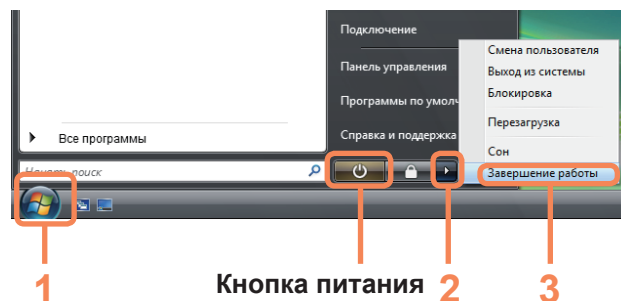 Подключение
Панель управления
Программы по умолч
Справка и поддержка
Все программы
Начать поиск
Смена пользователя
Выход из системы
Блокировка
Перезагрузка
Сон
Завершение работы
1
Кнопка питания
2
3